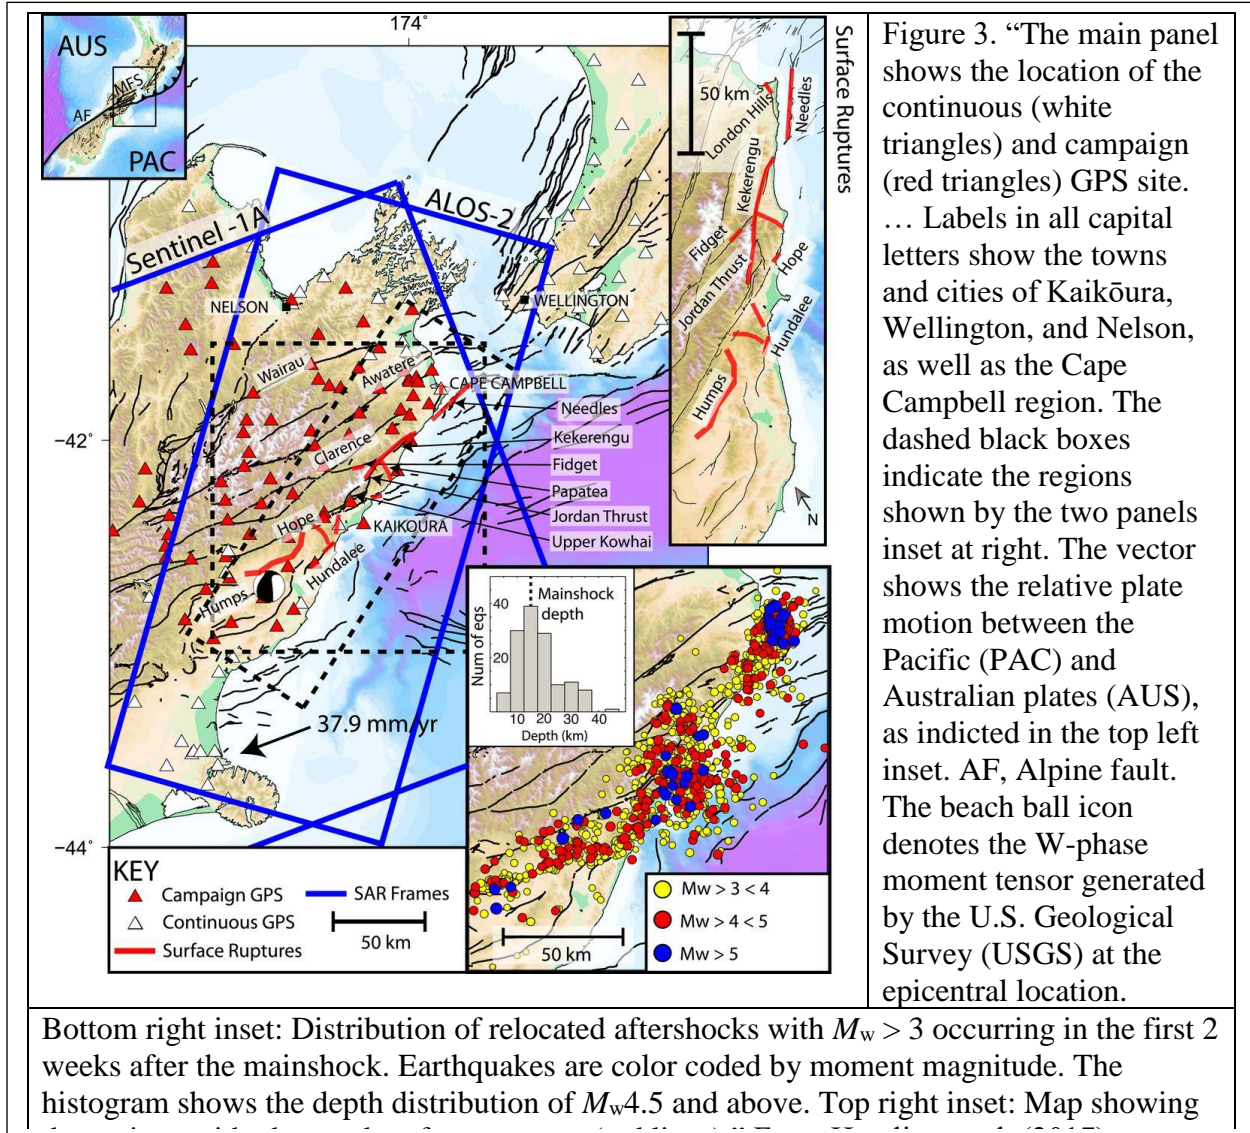 174°
AUS
MFS
AF
PAC
Sentinel -1A
ALOS-2
NELSON
WELLINGTON
Wairau
Awatere
CAPE CAMPBELL
Needles
−42°
Clarence
Kekerengu
Fidget
Papatea
Jordan Thrust
Upper Kowhai
Hope
KAIKOURA
Hundalee
Humps
37.9 mm/yr
−44°
KEY
Campaign GPS
SAR Frames
Continuous GPS
50 km
Surface Ruptures
Surface Ruptures
50 km
London Hills
Needles
Kekerengu
Fidget
Hope
Jordan Thrust
Hundalee
Humps
N
Mainshock
depth
Num of eqs
40
20
10 20 30 40
Depth (km)
50 km
Mw > 3 < 4
Mw > 4 < 5
Mw > 5
Figure 3. “The main panel
shows the location of the
continuous (white
triangles) and campaign
(red triangles) GPS site.
… Labels in all capital
letters show the towns
and cities of Kaikōura,
Wellington, and Nelson,
as well as the Cape
Campbell region. The
dashed black boxes
indicate the regions
shown by the two panels
inset at right. The vector
shows the relative plate
motion between the
Pacific (PAC) and
Australian plates (AUS),
as indicted in the top left
inset. AF, Alpine fault.
The beach ball icon
denotes the W-phase
moment tensor generated
by the U.S. Geological
Survey (USGS) at the
epicentral location.
Bottom right inset: Distribution of relocated aftershocks with Mw > 3 occurring in the first 2
weeks after the mainshock. Earthquakes are color coded by moment magnitude. The
histogram shows the depth distribution of Mw4.5 and above. Top right inset: Map showing